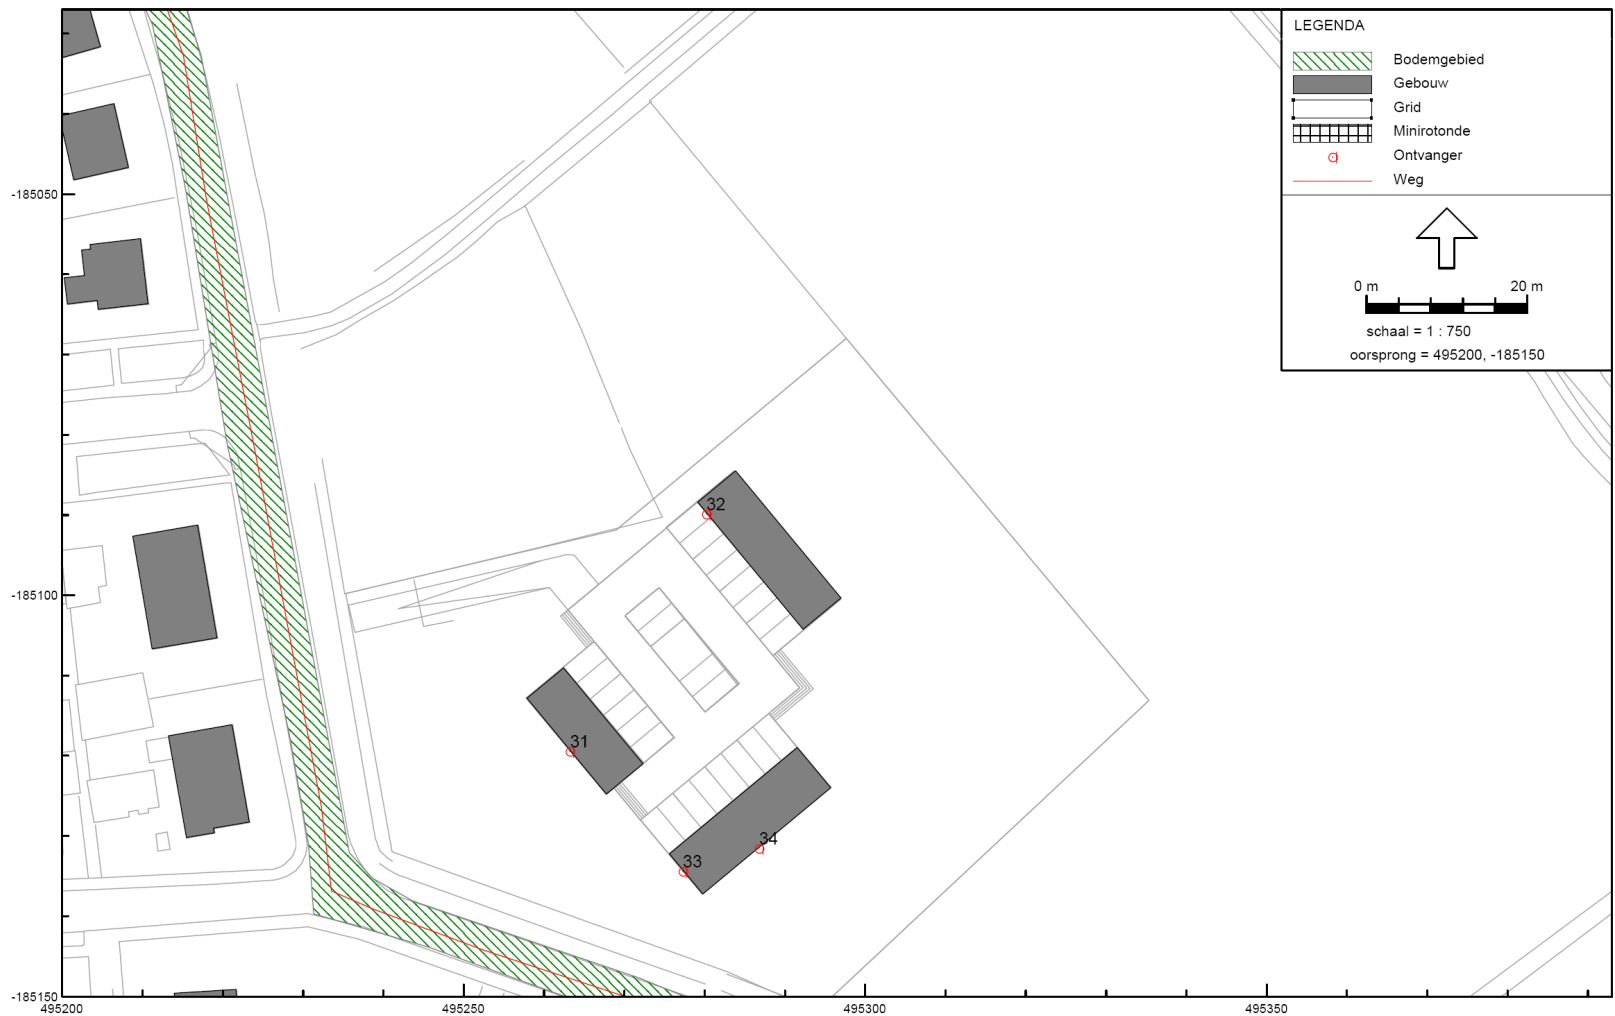 LEGENDA
Bodemgebied
Gebouw
Grid
Minirotonde
Ontvanger
Weg
0 m 20 m
schaal = 1 : 750
oorsprong = 495200, -185150
-185050
-185100
-185150
495200 495250 495300 495350
32
31
34
33